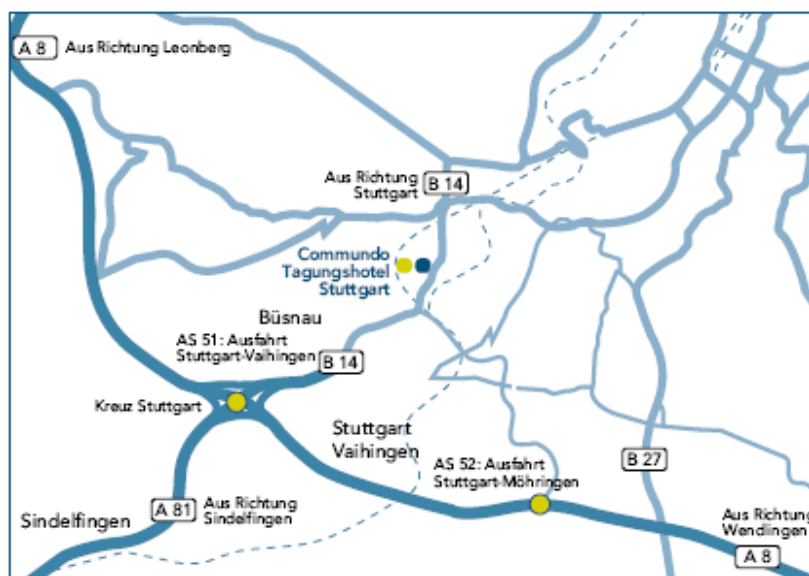 A 8
Aus Richtung Leonberg
Aus Richtung
Stuttgart
B 14
Commundo
Tagungshotel
Stuttgart
Büsnau
AS 51: Ausfahrt
Stuttgart-Vaihingen
B 14
Kreuz Stuttgart
Stuttgart
Vaihingen
AS 52: Ausfahrt
Stuttgart-Möhringen
B 27
A 81
Aus Richtung
Sindelfingen
Sindelfingen
Aus Richtung
Wendlingen
A 8